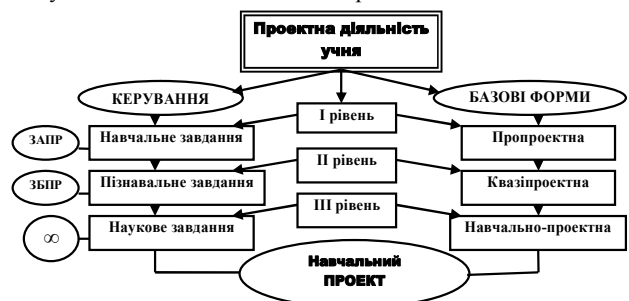 Проектна діяльність
учня
КЕРУВАННЯ
БАЗОВІ ФОРМИ
І рівень
ЗАПР
Навчальне завдання
Пропроектна
ІІ рівень
ЗБПР
Пізнавальне завдання
Квазіпроектна
ІІІ рівень
∞
Наукове завдання
Навчально-проектна
Навчальний
ПРОЕКТ